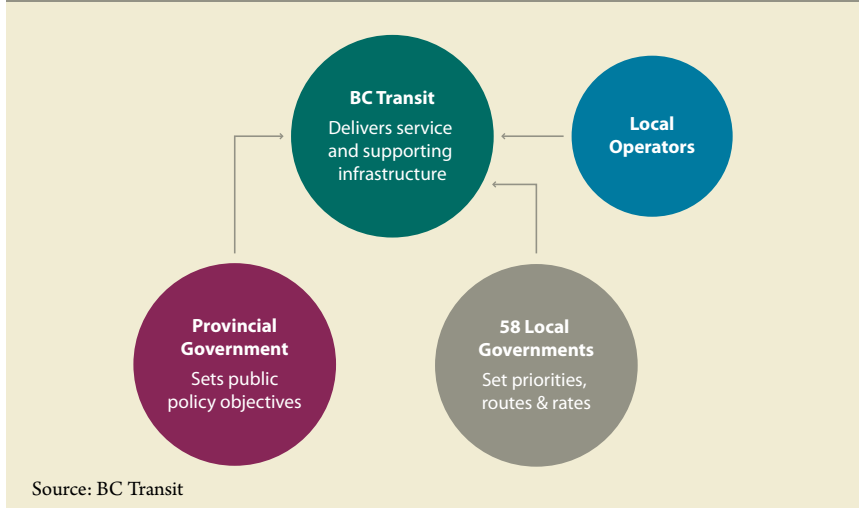 BC Transit
Delivers service
and supporting
infrastructure
Local
Operators
Provincial
Government
Sets public
policy objectives
58 Local
Governments
Set priorities,
routes & rates
Source: BC Transit